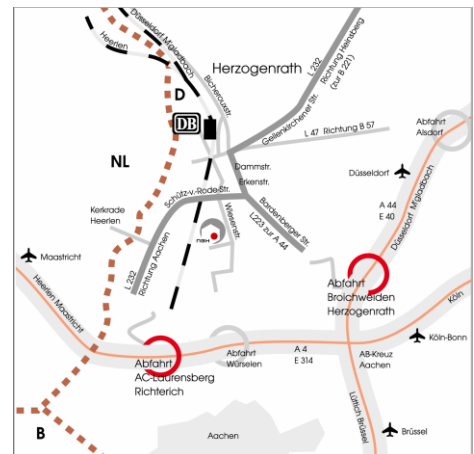 Düsseldorf M'gladbach
Heerlen
Bicherouxstr.
Herzogenrath
L 232
Richtung Heinsberg
(zur B 221)
Geilenkirchener Str.
D
DB
L 47 Richtung B 57
Abfahrt
Alsdorf
NL
Dammstr.
Düsseldorf
Erkenstr.
Schütz-v.-Rode-Str.
A 44
E 40
Düsseldorf M'gladbach
Kerkrade
Heerlen
Wiesenstr.
Bardenberger Str.
L223 zur A 44
nBH
Maastricht
L 232
Richtung Aachen
Abfahrt
Broichweiden
Herzogenrath
Köln
Heerlen Maastricht
Köln-Bonn
Abfahrt
AC-Laurensberg
Richterich
Abfahrt
Würselen
A 4
E 314
AB-Kreuz
Aachen
Lüttich Brüssel
B
Aachen
Brüssel